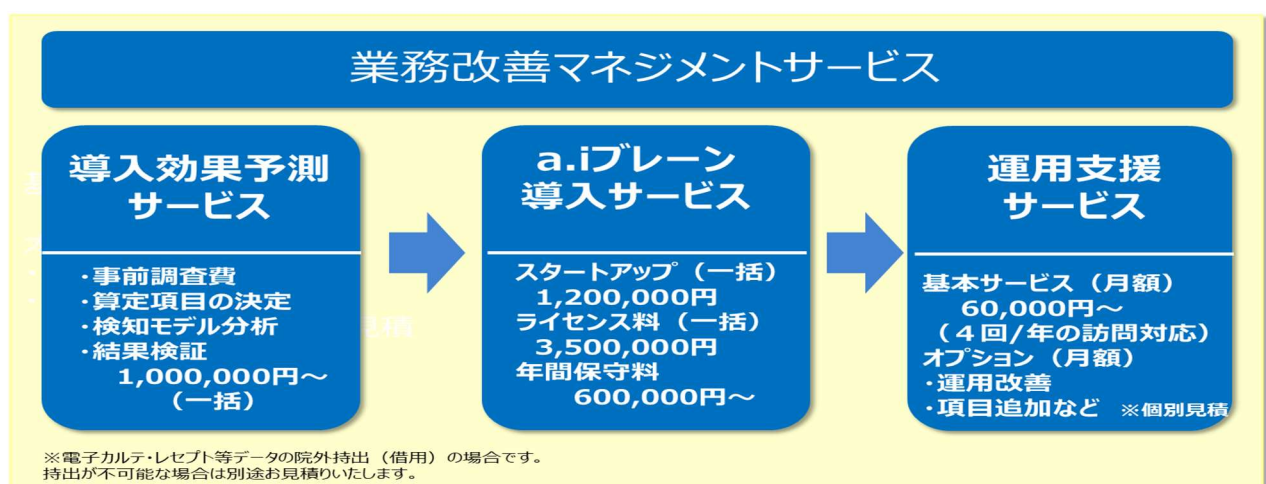 業務改善マネジメントサービス
導入効果予測
サービス
・事前調査費
・算定項目の決定
・検知モデル分析
・結果検証
1,000,000円～
（一括）
a.iブレーン
導入サービス
スタートアップ（一括）
1,200,000円
ライセンス料（一括）
3,500,000円
年間保守料
600,000円～
運用支援
サービス
基本サービス（月額）
60,000円～
（４回/年の訪問対応）
オプション（月額）
・運用改善
・項目追加など ※個別見積
※電子カルテ・レセプト等データの院外持出（借用）の場合です。
持出が不可能な場合は別途お見積りいたします。